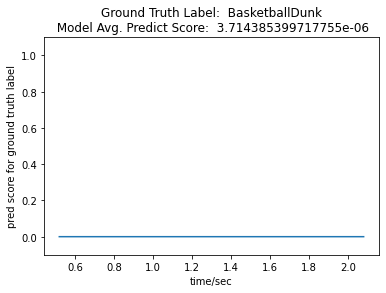 Ground Truth Label:  BasketballDunk
Model Avg. Predict Score:  3.714385399717755e-06
pred score for ground truth label
1.0
0.8
0.6
0.4
0.2
0.0
0.6 0.8 1.0 1.2 1.4 1.6 1.8 2.0
time/sec